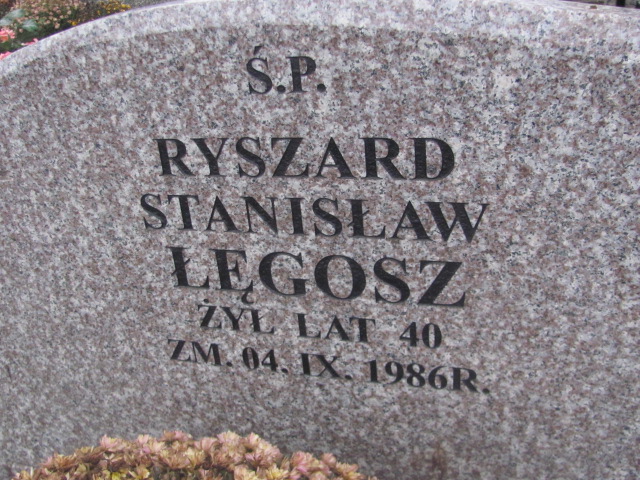 Ś.P.
RYSZARD
STANISŁAW
ŁĘGOSZ
ŻYŁ LAT 40
ZM. 04. IX. 1986R.